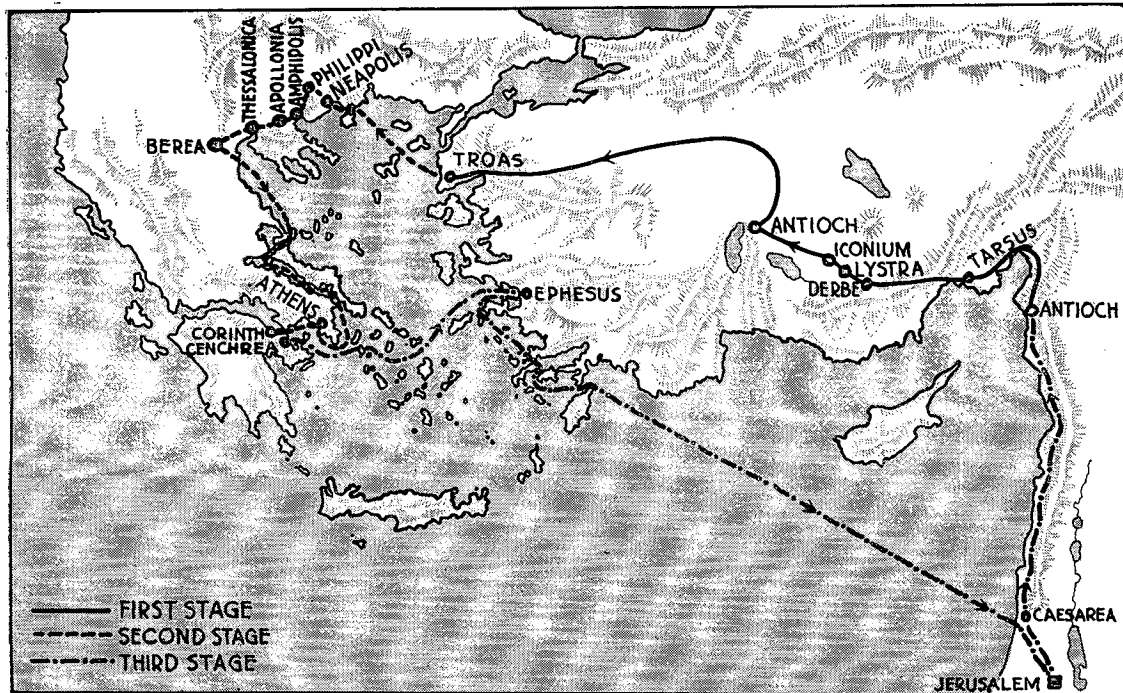 THESSALONICA
APOLLONIA
AMPHIPOLIS
PHILIPPI
NEAPOLIS
BEREA
TROAS
ANTIOCH
ICONIUM
LYSTRA
DERBE
TARSUS
ANTIOCH
EPHESUS
ATHENS
CORINTH
CENCHREA
CAESAREA
JERUSALEM
FIRST STAGE
SECOND STAGE
THIRD STAGE